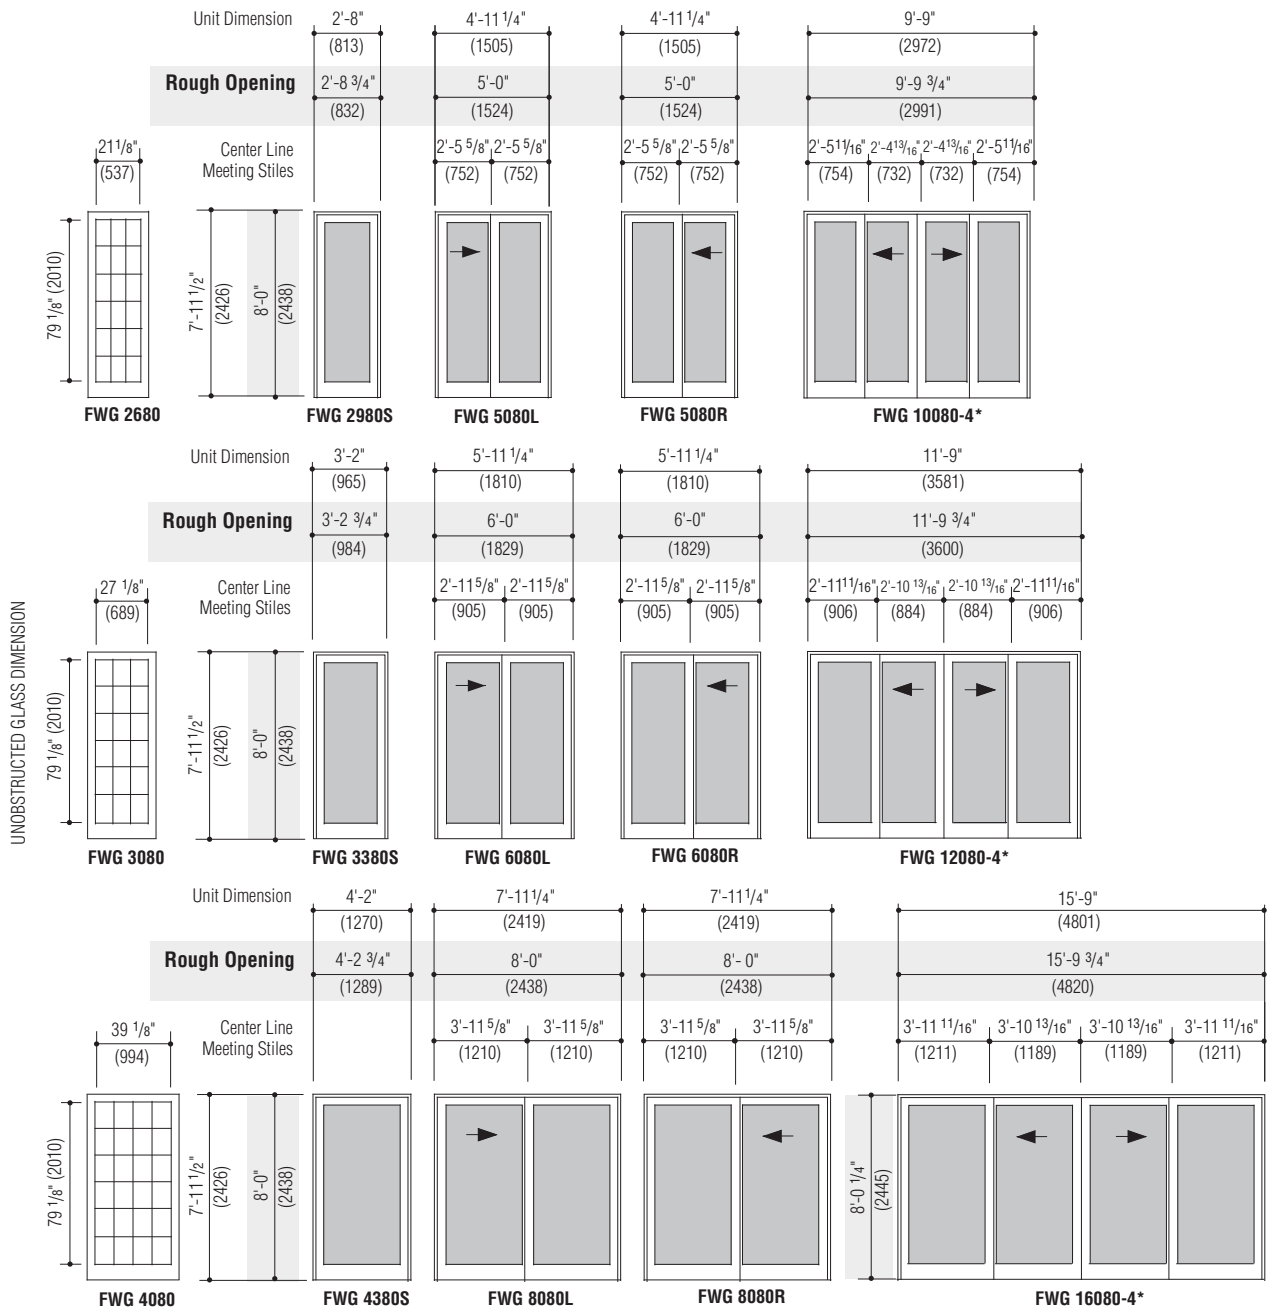 Unit Dimension 2'-8" 4'-11 1/4" 4'-11 1/4" 9'-9"
(813) (1505) (1505) (2972)
Rough Opening 2'-8 3/4" 5'-0" 5'-0" 9'-9 3/4"
(832) (1524) (1524) (2991)
21 1/8" Center Line 2'-5 5/8" 2'-5 5/8" 2'-5 5/8" 2'-5 5/8" 2'-5 11/16" 2'-4 13/16" 2'-4 13/16" 2'-5 11/16"
(537) Meeting Stiles (752) (752) (752) (752) (754) (732) (732) (754)
79 1/8" (2010) 7'-11 1/2" (2426) 8'-0" (2438)
FWG 2680 FWG 2980S FWG 5080L FWG 5080R FWG 10080-4*
Unit Dimension 3'-2" 5'-11 1/4" 5'-11 1/4" 11'-9"
(965) (1810) (1810) (3581)
Rough Opening 3'-2 3/4" 6'-0" 6'-0" 11'-9 3/4"
(984) (1829) (1829) (3600)
27 1/8" Center Line 2'-11 5/8" 2'-11 5/8" 2'-11 5/8" 2'-11 5/8" 2'-11 11/16" 2'-10 13/16" 2'-10 13/16" 2'-11 11/16"
(689) Meeting Stiles (905) (905) (905) (905) (906) (884) (884) (906)
UNOBSTRUCTED GLASS DIMENSION
79 1/8" (2010) 7'-11 1/2" (2426) 8'-0" (2438)
FWG 3080 FWG 3380S FWG 6080L FWG 6080R FWG 12080-4*
Unit Dimension 4'-2" 7'-11 1/4" 7'-11 1/4" 15'-9"
(1270) (2419) (2419) (4801)
Rough Opening 4'-2 3/4" 8'-0" 8'- 0" 15'-9 3/4"
(1289) (2438) (2438) (4820)
39 1/8" Center Line 3'-11 5/8" 3'-11 5/8" 3'-11 5/8" 3'-11 5/8" 3'-11 11/16" 3'-10 13/16" 3'-10 13/16" 3'-11 11/16"
(994) Meeting Stiles (1210) (1210) (1210) (1210) (1211) (1189) (1189) (1211)
79 1/8" (2010) 7'-11 1/2" (2426) 8'-0" (2438) 8'-0 1/4" (2445)
FWG 4080 FWG 4380S FWG 8080L FWG 8080R FWG 16080-4*